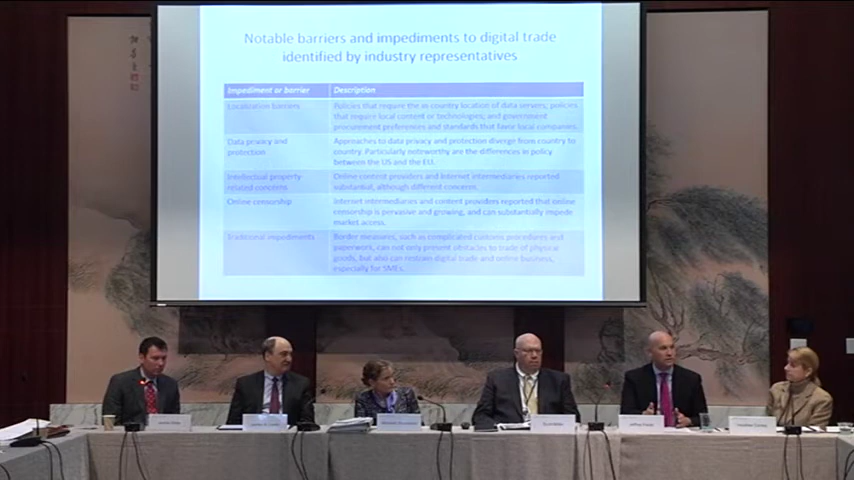 Notable barriers and impediments to digital trade
identified by industry representatives
Impediment or barrier
Description
Localization barriers
Policies that require the in-country location of data servers; policies
that require local content or technologies; and government
procurement preferences and standards that favor local companies.
Data privacy and
protection
Approaches to data privacy and protection diverge from country to
country. Particularly noteworthy are the differences in policy
between the US and the EU.
Intellectual property-
related concerns
Online content providers and Internet intermediaries reported
substantial, although different concerns.
Online censorship
Internet intermediaries and content providers reported that online
censorship is pervasive and growing, and can substantially impede
market access.
Traditional impediments
Border measures, such as complicated customs procedures and
paperwork, can not only present obstacles to trade of physical
goods, but also can restrain digital trade and online business,
especially for SMEs.